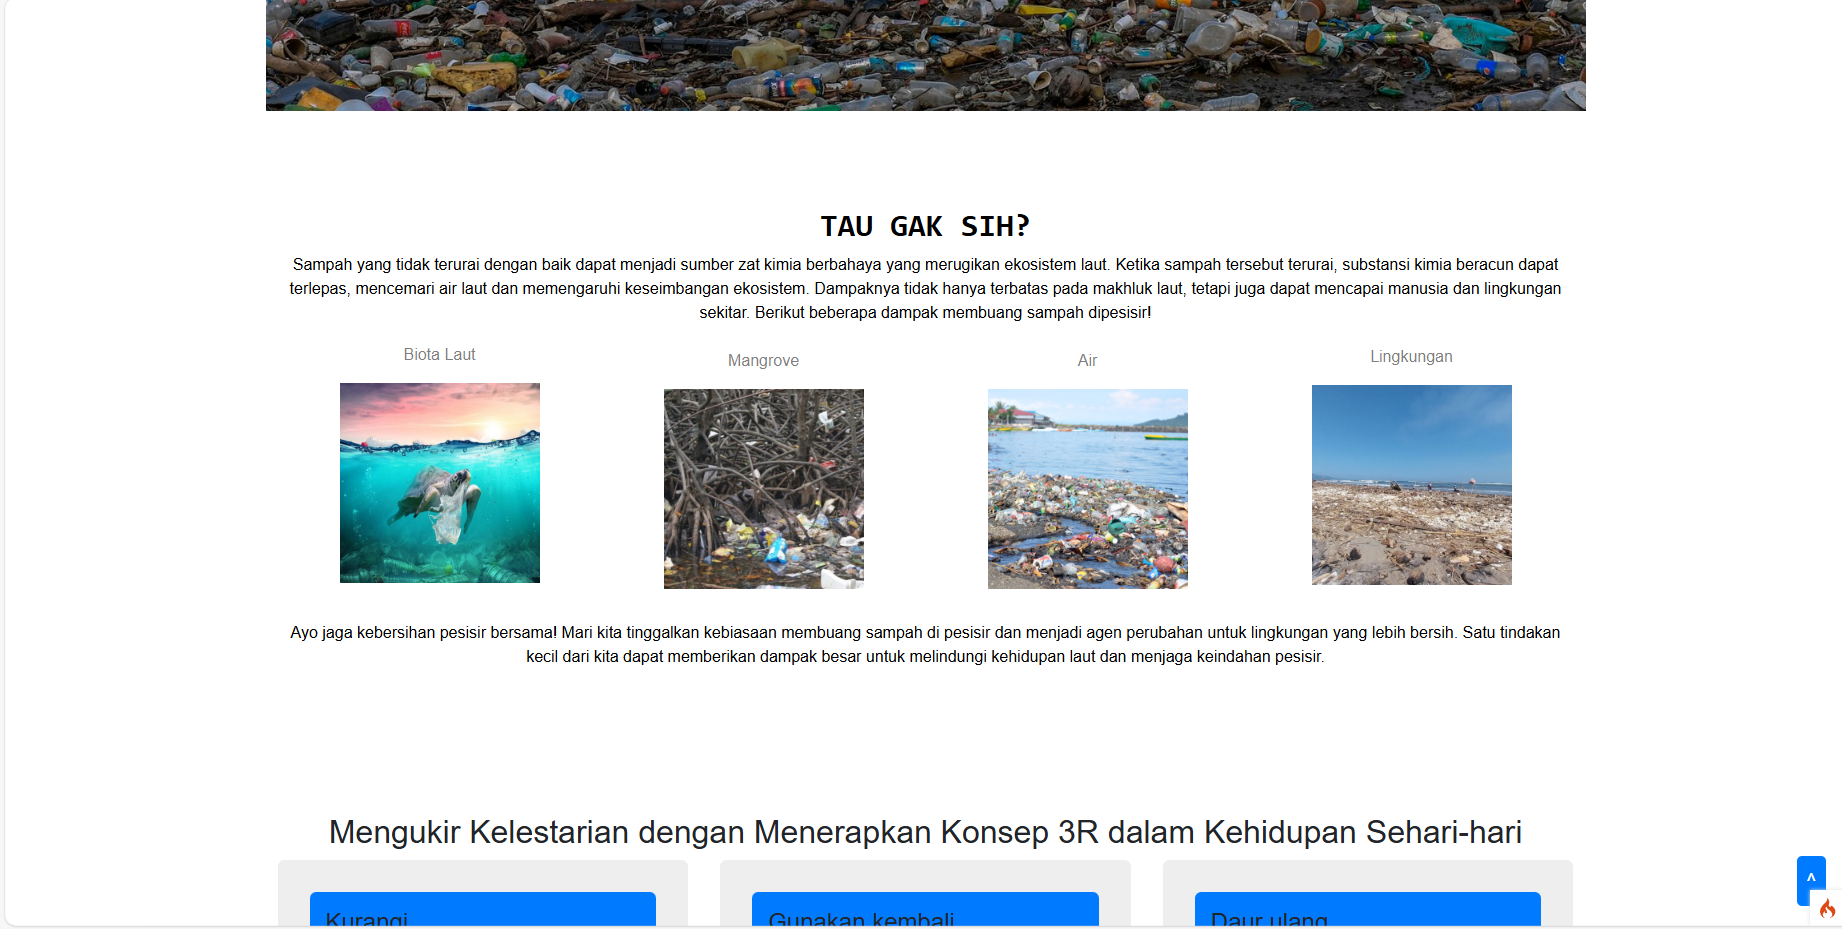 TAU GAK SIH?
Sampah yang tidak terurai dengan baik dapat menjadi sumber zat kimia berbahaya yang merugikan ekosistem laut. Ketika sampah tersebut terurai, substansi kimia beracun dapat
terlepas, mencemari air laut dan memengaruhi keseimbangan ekosistem. Dampaknya tidak hanya terbatas pada makhluk laut, tetapi juga dapat mencapai manusia dan lingkungan
sekitar. Berikut beberapa dampak membuang sampah dipesisir!
Biota Laut
Mangrove
Air
Lingkungan
Ayo jaga kebersihan pesisir bersama! Mari kita tinggalkan kebiasaan membuang sampah di pesisir dan menjadi agen perubahan untuk lingkungan yang lebih bersih. Satu tindakan
kecil dari kita dapat memberikan dampak besar untuk melindungi kehidupan laut dan menjaga keindahan pesisir.
Mengukir Kelestarian dengan Menerapkan Konsep 3R dalam Kehidupan Sehari-hari
Kurangi
Gunakan kembali
Daur ulang
^